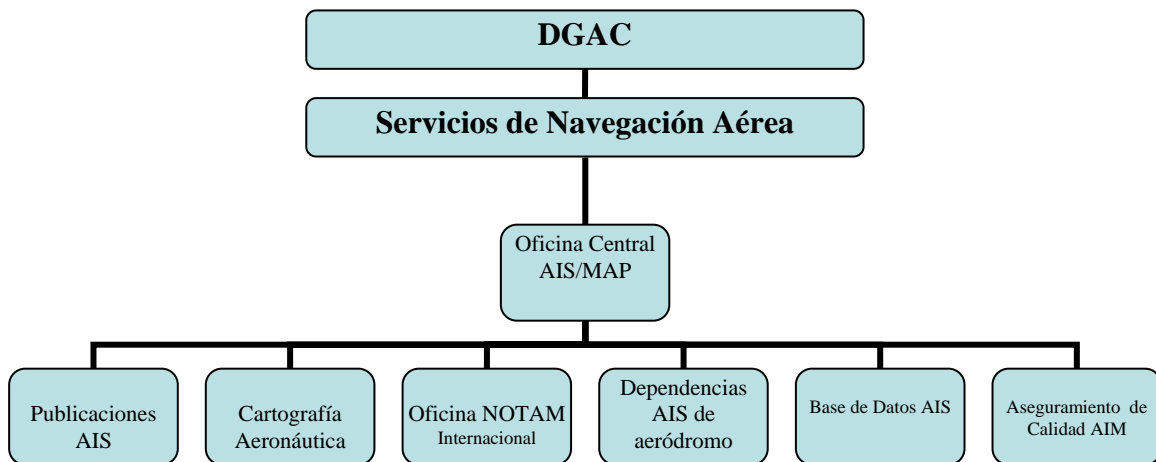 DGAC
Servicios de Navegación Aérea
Oficina Central
AIS/MAP
Publicaciones
AIS
Cartografía
Aeronáutica
Oficina NOTAM
Internacional
Dependencias
AIS de
aeródromo
Base de Datos AIS
Aseguramiento de
Calidad AIM